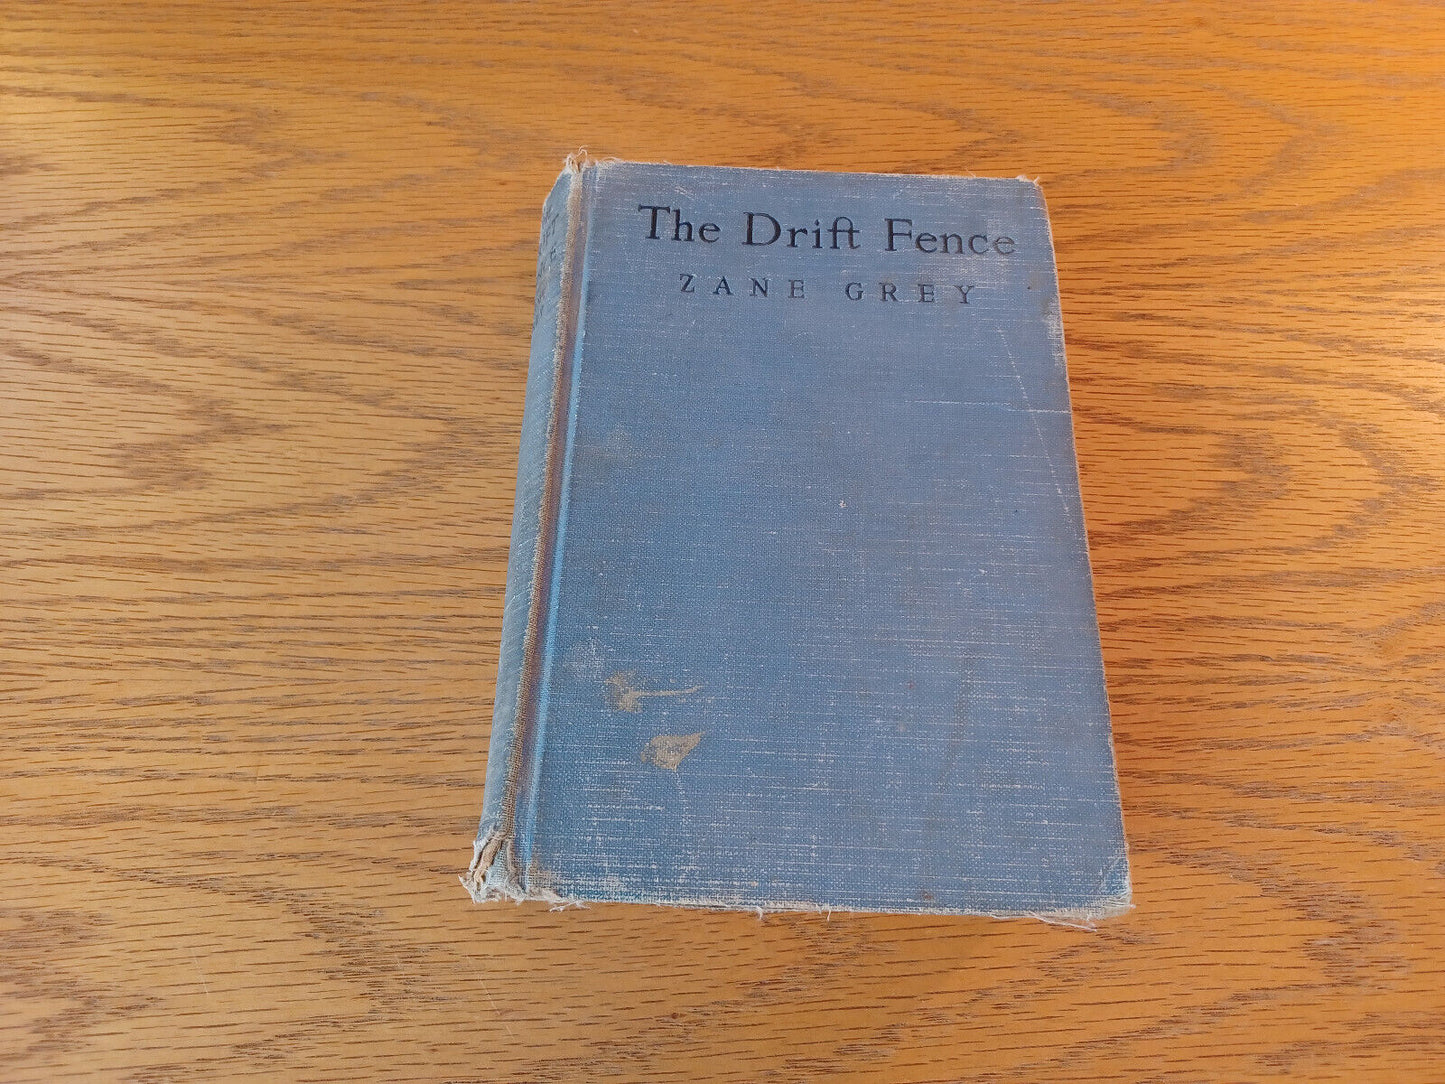 The Drift Fence
ZANE GREY